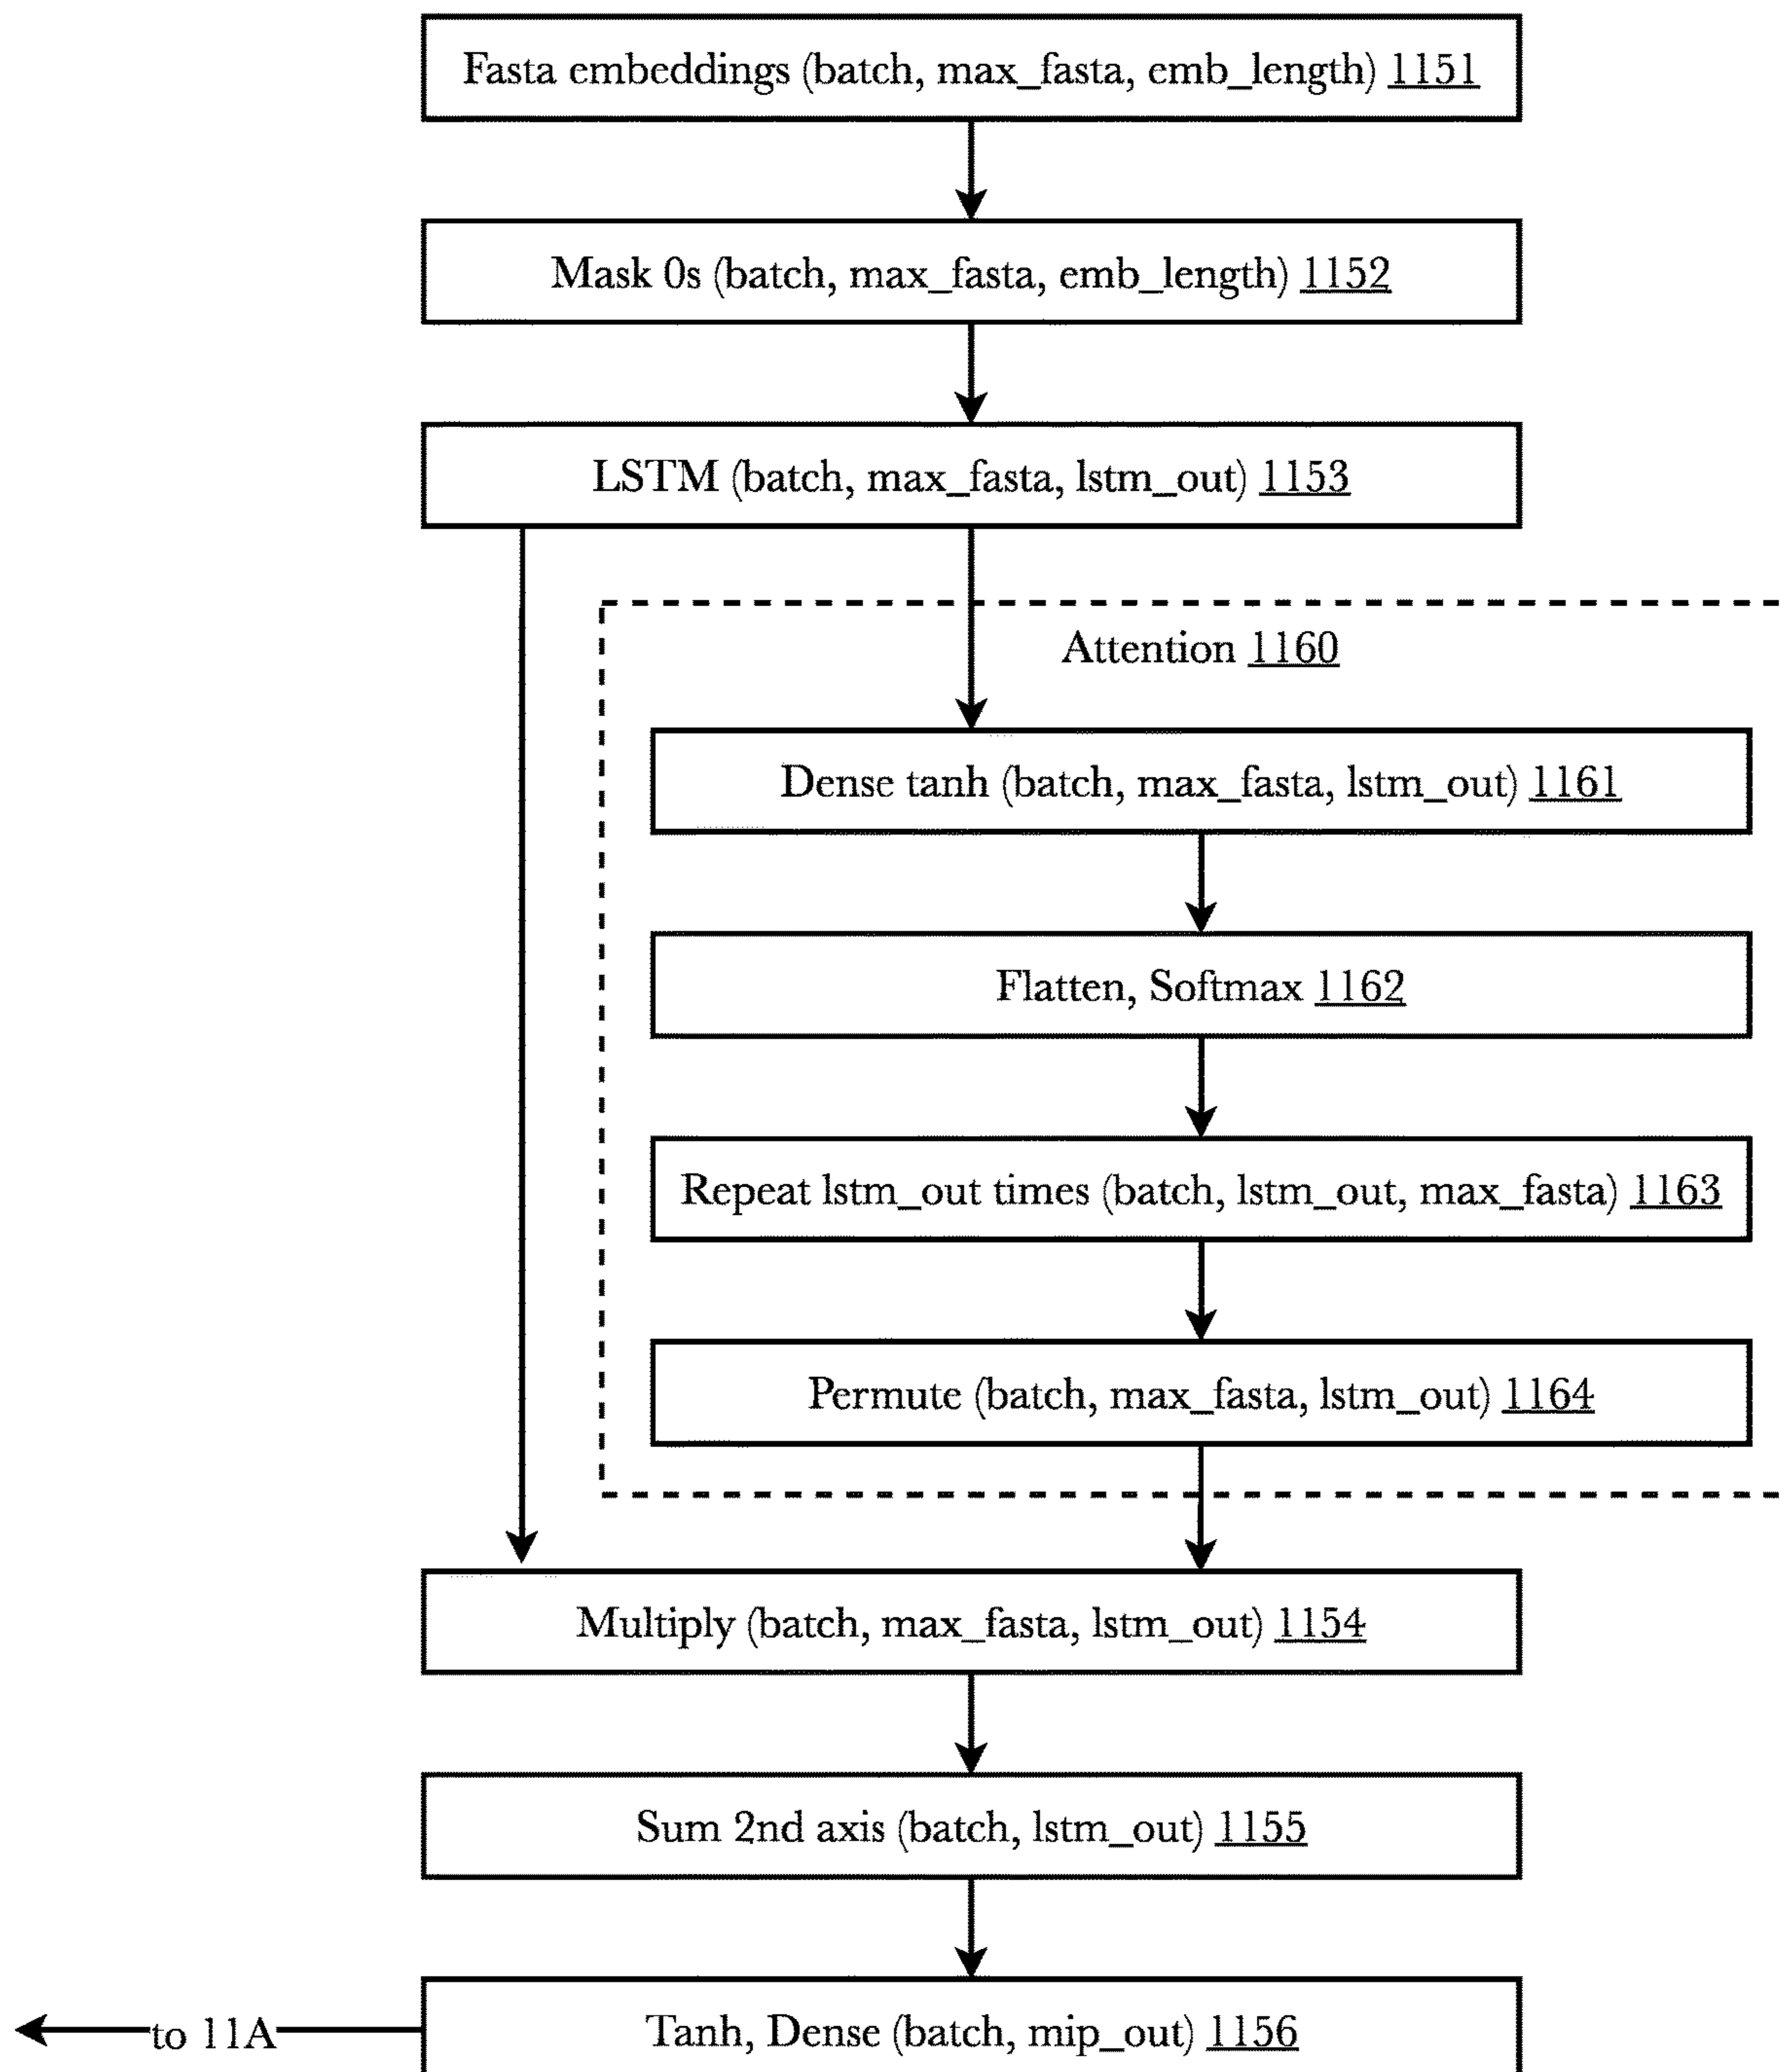 Fasta embeddings (batch, max_fasta, emb_length) 1151
Mask 0s (batch, max_fasta, emb_length) 1152
LSTM (batch, max_fasta, lstm_out) 1153
Attention 1160
Dense tanh (batch, max_fasta, lstm_out) 1161
Flatten, Softmax 1162
Repeat lstm_out times (batch, lstm_out, max_fasta) 1163
Permute (batch, max_fasta, lstm_out) 1164
Multiply (batch, max_fasta, lstm_out) 1154
Sum 2nd axis (batch, lstm_out) 1155
to 11A
Tanh, Dense (batch, mip_out) 1156